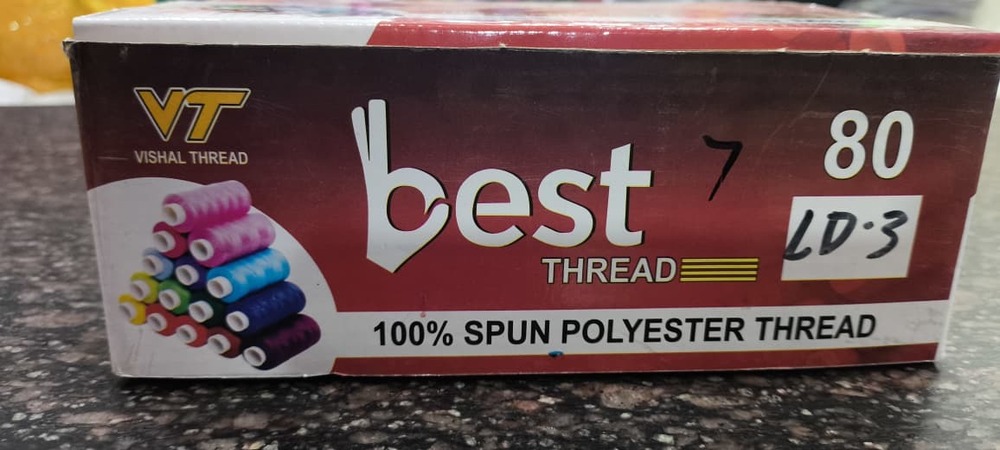 VT
VISHAL THREAD
best
THREAD
7
80
LD·3
100% SPUN POLYESTER THREAD